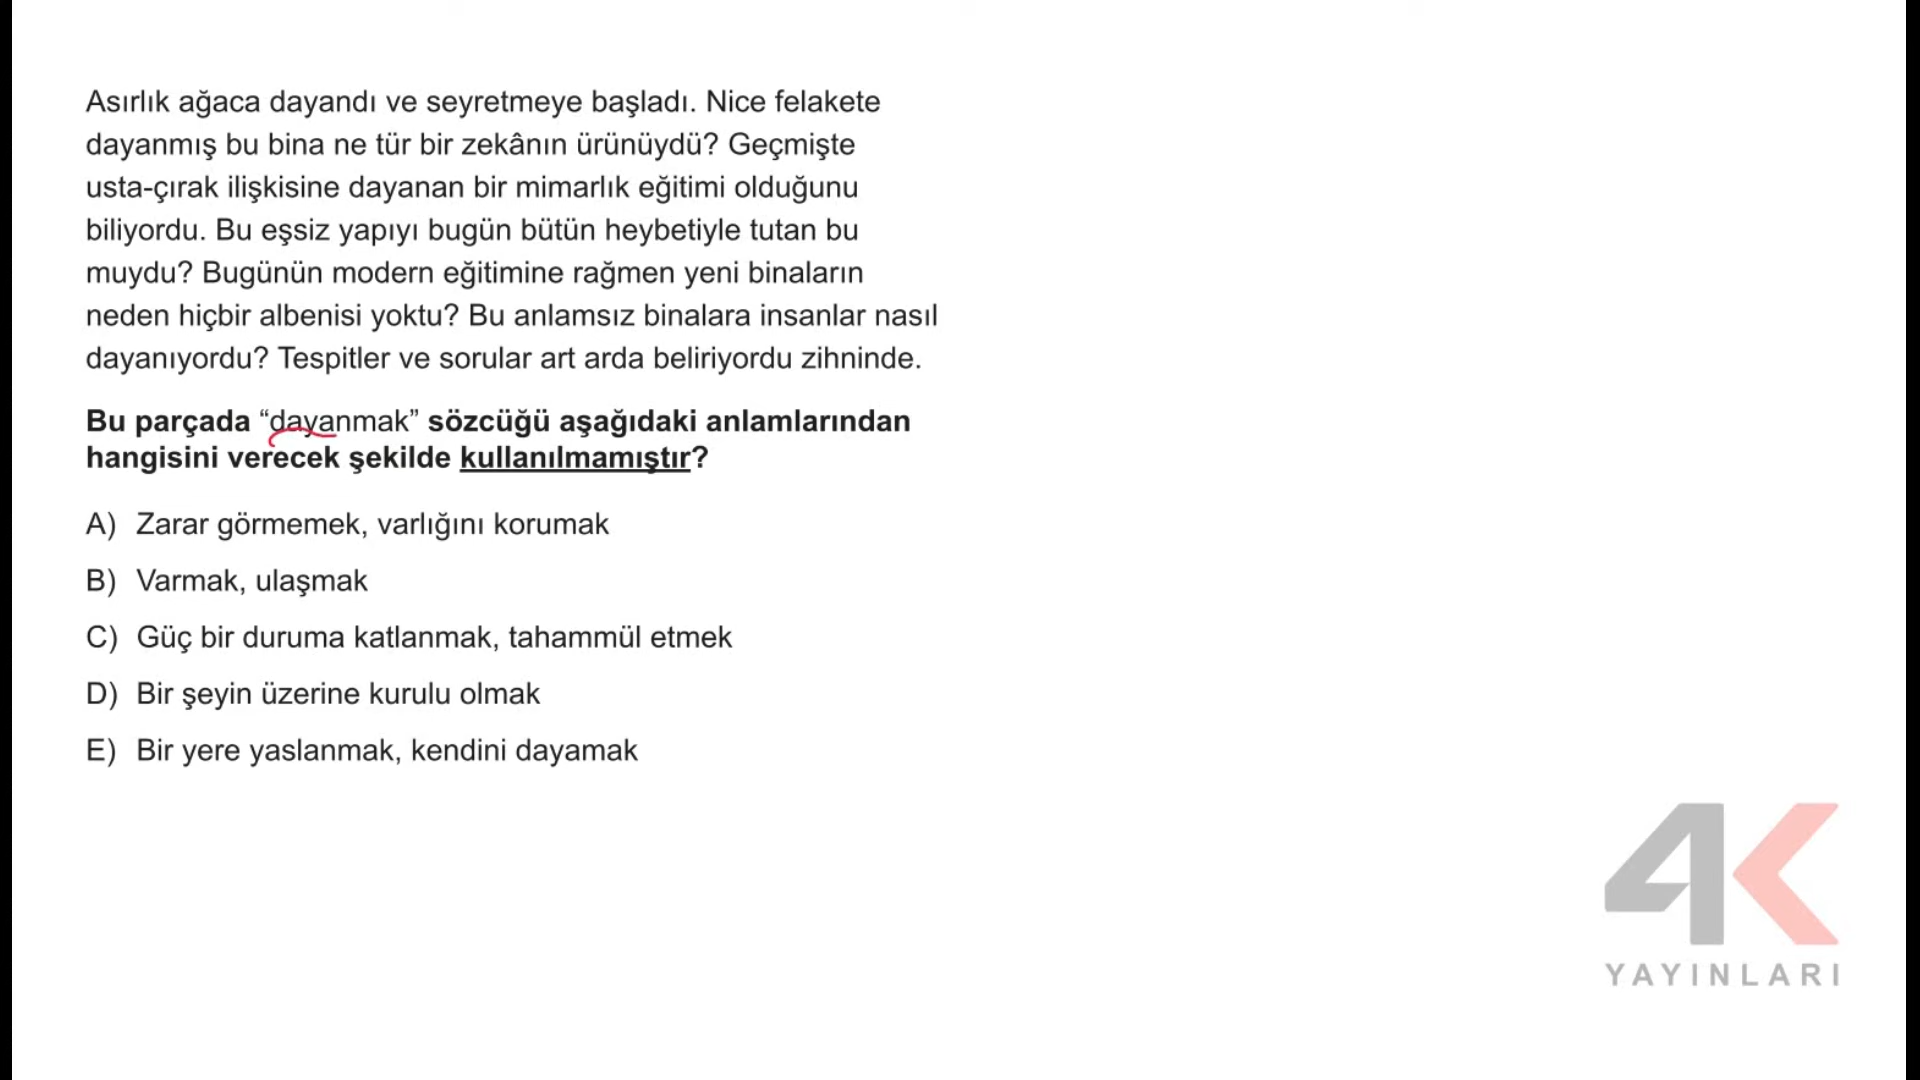 Asırlık ağaca dayandı ve seyretmeye başladı. Nice felakete
dayanmış bu bina ne tür bir zekânın ürünüydü? Geçmişte
usta-çırak ilişkisine dayanan bir mimarlık eğitimi olduğunu
biliyordu. Bu eşsiz yapıyı bugün bütün heybetiyle tutan bu
muydu? Bugünün modern eğitimine rağmen yeni binaların
neden hiçbir albenisi yoktu? Bu anlamsız binalara insanlar nasıl
dayanıyordu? Tespitler ve sorular art arda beliriyordu zihninde.
Bu parçada “dayanmak” sözcüğü aşağıdaki anlamlarından
hangisini verecek şekilde kullanılmamıştır?
A) Zarar görmemek, varlığını korumak
B) Varmak, ulaşmak
C) Güç bir duruma katlanmak, tahammül etmek
D) Bir şeyin üzerine kurulu olmak
E) Bir yere yaslanmak, kendini dayamak
4K
YAYINLARI